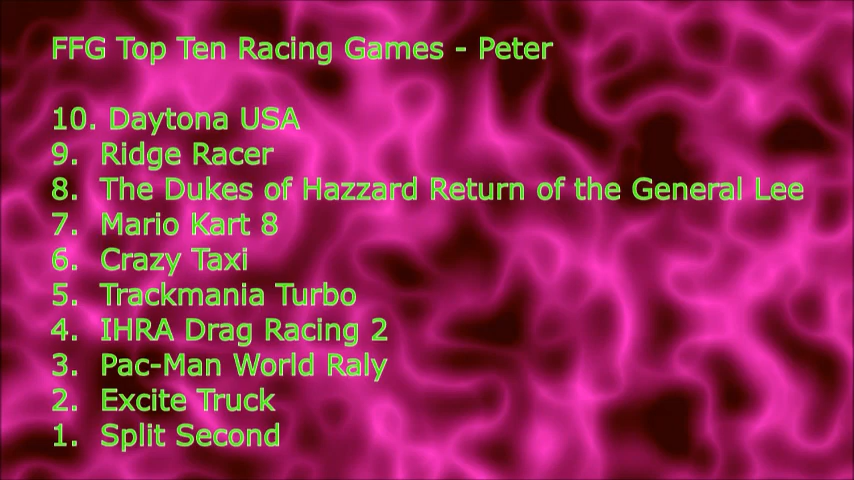 FFG Top Ten Racing Games - Peter
10. Daytona USA
9. Ridge Racer
8. The Dukes of Hazzard Return of the General Lee
7. Mario Kart 8
6. Crazy Taxi
5. Trackmania Turbo
4. IHRA Drag Racing 2
3. Pac-Man World Raly
2. Excite Truck
1. Split Second